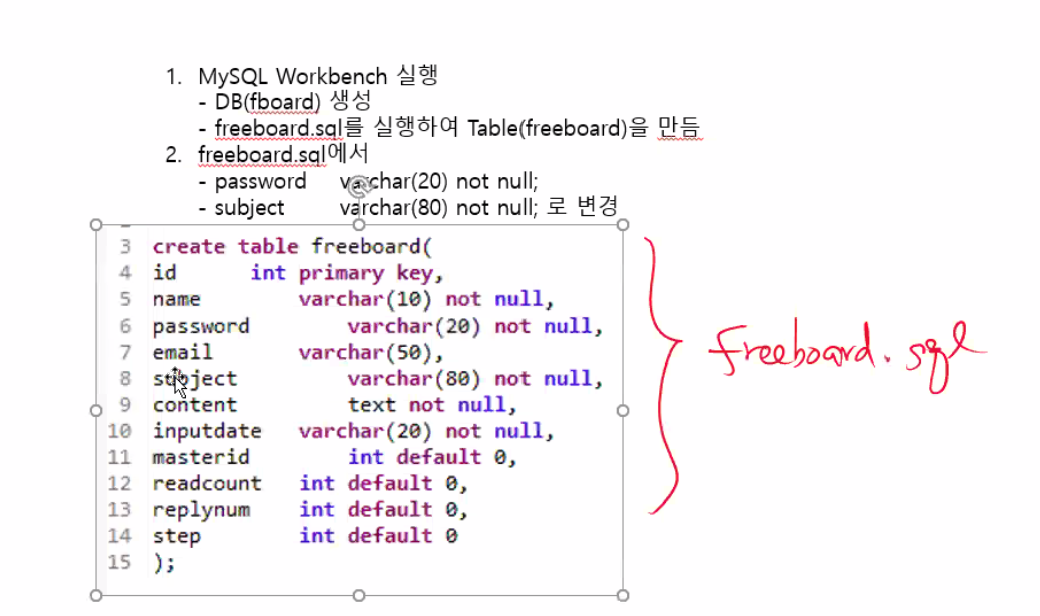 1. MySQL Workbench 실행
- DB(fboard) 생성
- freeboard.sql를 실행하여 Table(freeboard)을 만듬
2. freeboard.sql에서
- password varchar(20) not null;
- subject varchar(80) not null; 로 변경
3 create table freeboard(
4 id int primary key,
5 name varchar(10) not null,
6 password varchar(20) not null,
7 email varchar(50),
8 subject varchar(80) not null,
9 content text not null,
10 inputdate varchar(20) not null,
11 masterid int default 0,
12 readcount int default 0,
13 replynum int default 0,
14 step int default 0
15 );
freeboard.sql